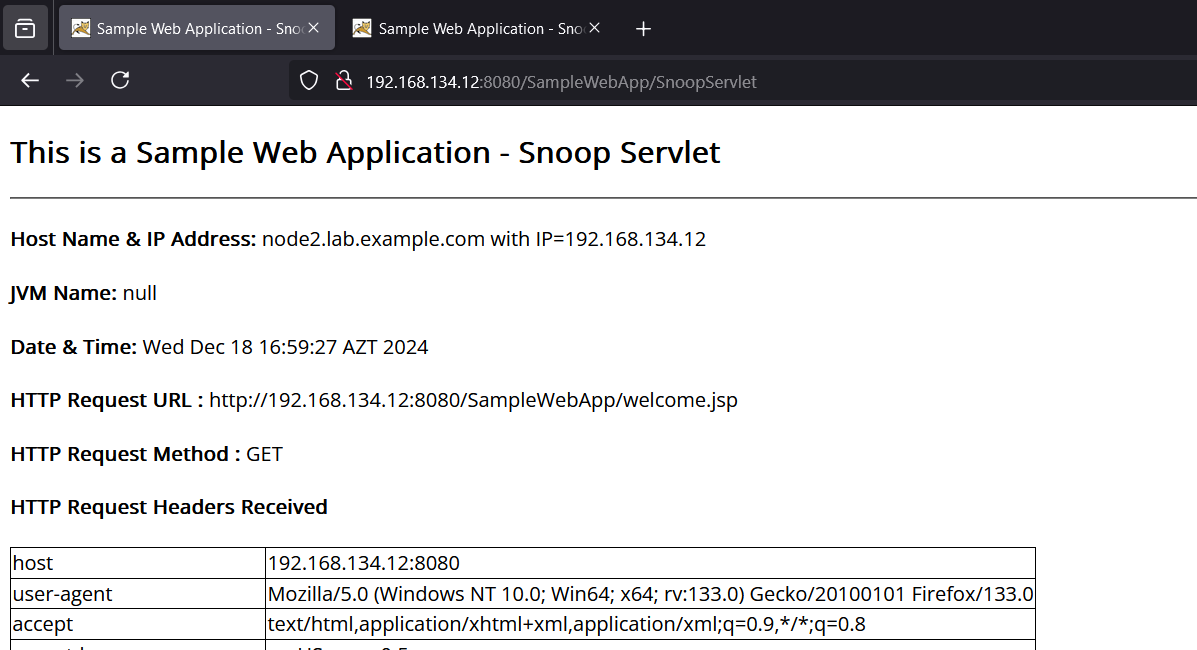 Sample Web Application - Snoo
Sample Web Application - Snoo
192.168.134.12:8080/SampleWebApp/SnoopServlet
This is a Sample Web Application - Snoop Servlet
Host Name & IP Address: node2.lab.example.com with IP=192.168.134.12
JVM Name: null
Date & Time: Wed Dec 18 16:59:27 AZT 2024
HTTP Request URL : http://192.168.134.12:8080/SampleWebApp/welcome.jsp
HTTP Request Method : GET
HTTP Request Headers Received
host 192.168.134.12:8080
user-agent Mozilla/5.0 (Windows NT 10.0; Win64; x64; rv:133.0) Gecko/20100101 Firefox/133.0
accept text/html,application/xhtml+xml,application/xml;q=0.9,*/*;q=0.8